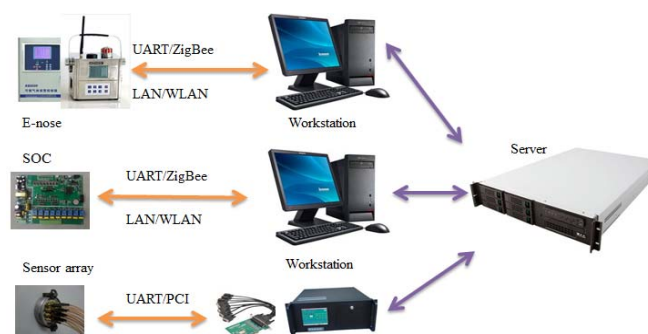 UART/ZigBee
LAN/WLAN
E-nose
Workstation
SOC
UART/ZigBee
LAN/WLAN
Server
Workstation
Sensor array
UART/PCI